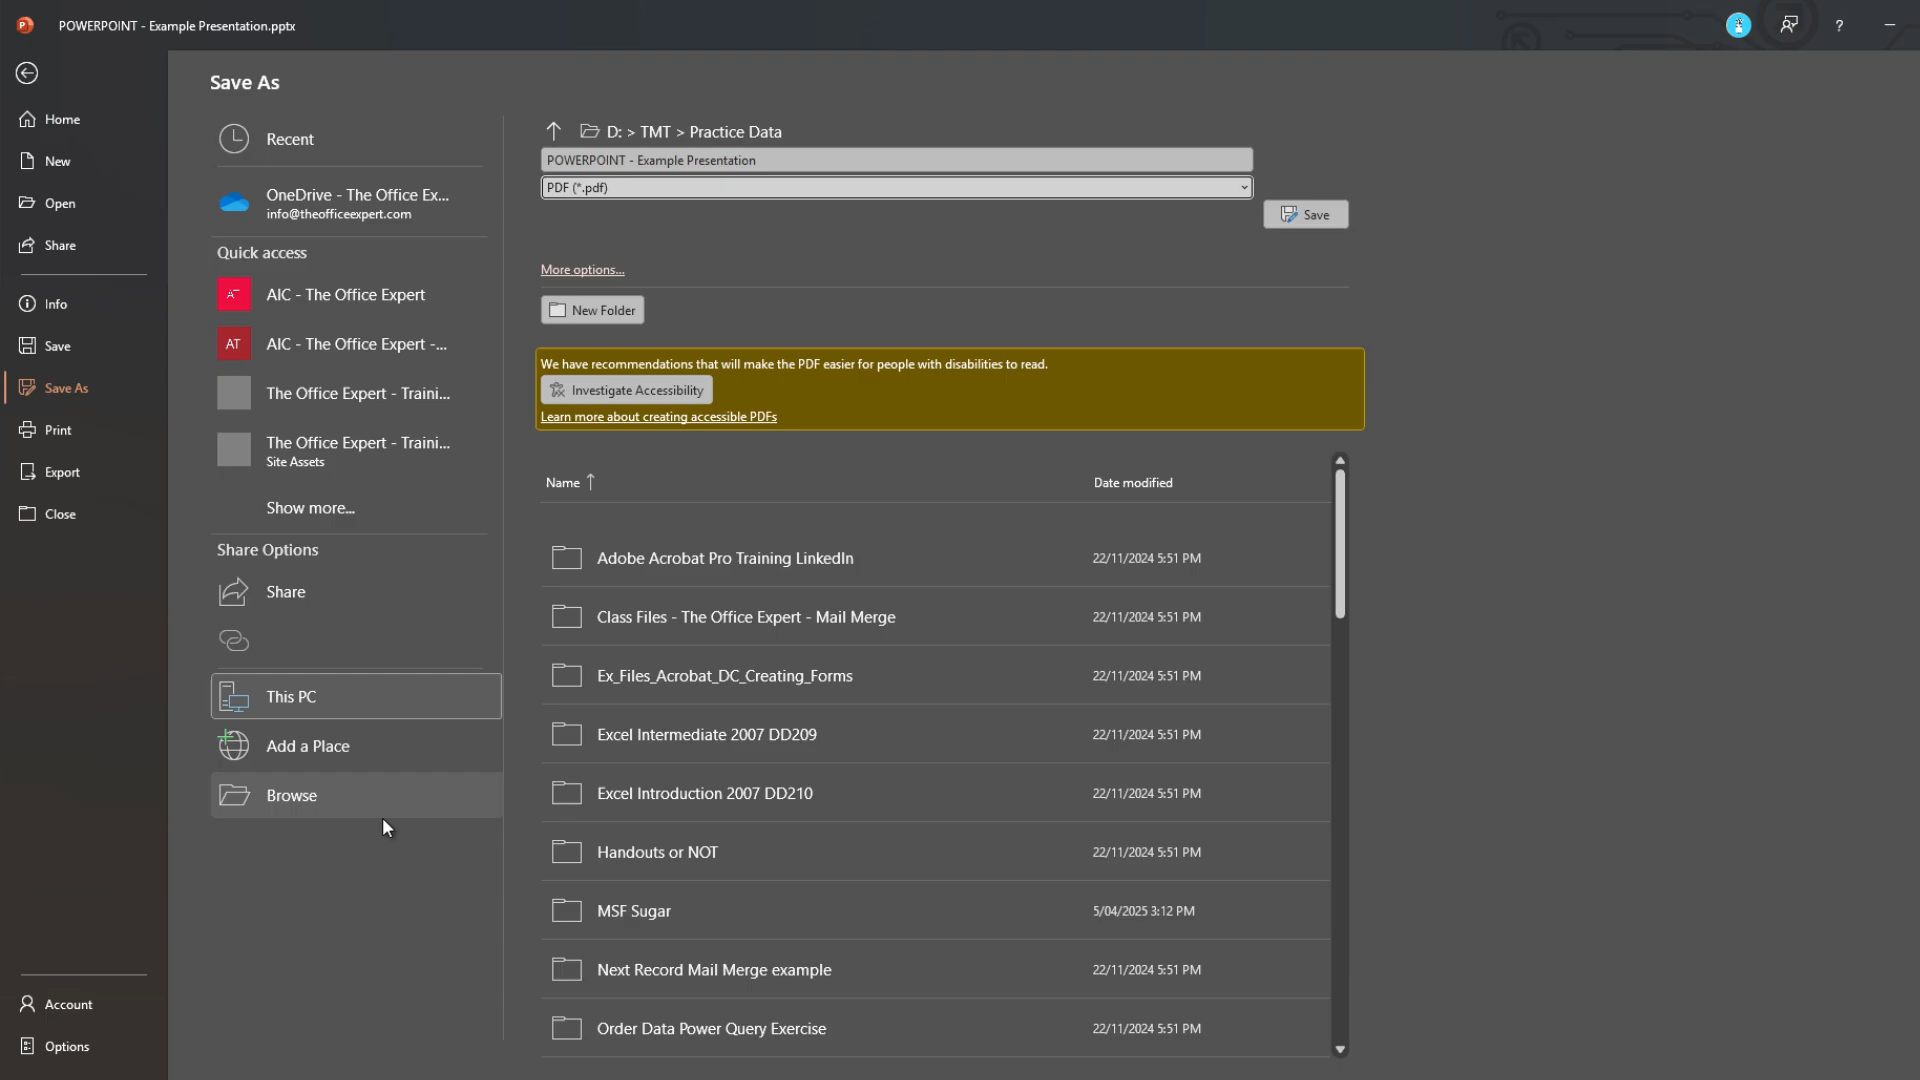 POWERPOINT - Example Presentation.pptx
?
Home
New
Open
Share
Info
Save
Save As
Print
Export
Close
Account
Options
Save As
Recent
OneDrive - The Office Ex...
info@theofficeexpert.com
Quick access
AIC - The Office Expert
AT
AIC - The Office Expert -...
The Office Expert - Traini...
The Office Expert - Traini...
Site Assets
Show more...
Share Options
Share
This PC
Add a Place
Browse
D: > TMT > Practice Data
POWERPOINT - Example Presentation
PDF (*.pdf)
Save
More options...
New Folder
We have recommendations that will make the PDF easier for people with disabilities to read.
Investigate Accessibility
Learn more about creating accessible PDFs
Name Date modified
Adobe Acrobat Pro Training LinkedIn 22/11/2024 5:51 PM
Class Files - The Office Expert - Mail Merge 22/11/2024 5:51 PM
Ex_Files_Acrobat_DC_Creating_Forms 22/11/2024 5:51 PM
Excel Intermediate 2007 DD209 22/11/2024 5:51 PM
Excel Introduction 2007 DD210 22/11/2024 5:51 PM
Handouts or NOT 22/11/2024 5:51 PM
MSF Sugar 5/04/2025 3:12 PM
Next Record Mail Merge example 22/11/2024 5:51 PM
Order Data Power Query Exercise 22/11/2024 5:51 PM